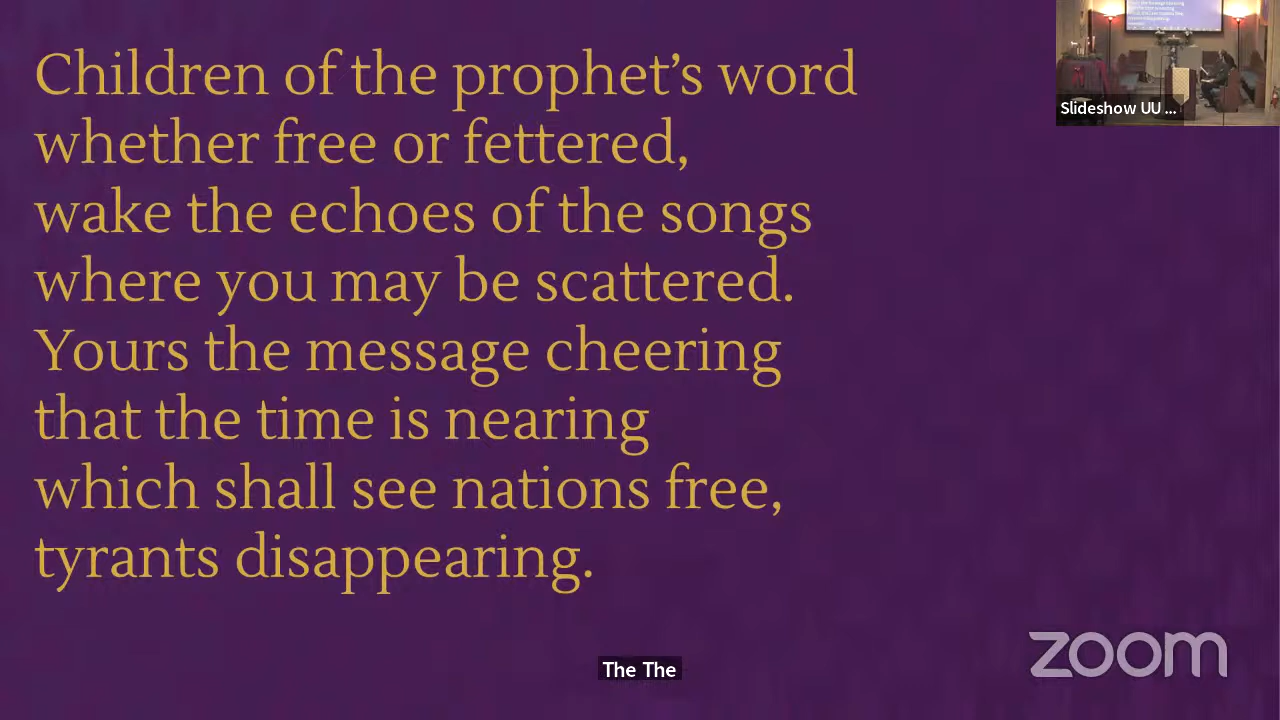 Children of the prophet’s word
whether free or fettered,
wake the echoes of the songs
where you may be scattered.
Yours the message cheering
that the time is nearing
which shall see nations free,
tyrants disappearing.
Slideshow UU ...
The The
zoom